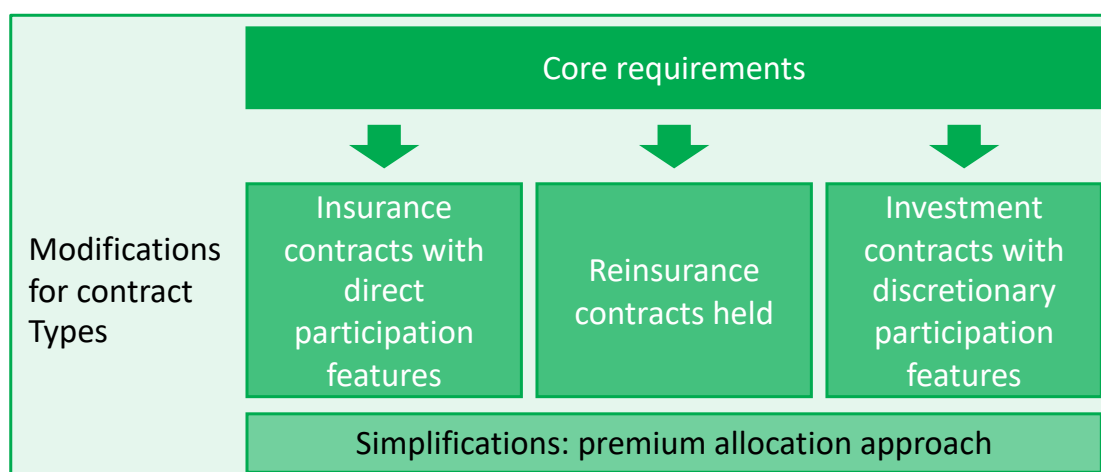 Core requirements
Modifications
for contract
Types
Insurance
contracts with
direct
participation
features
Reinsurance
contracts held
Investment
contracts with
discretionary
participation
features
Simplifications: premium allocation approach